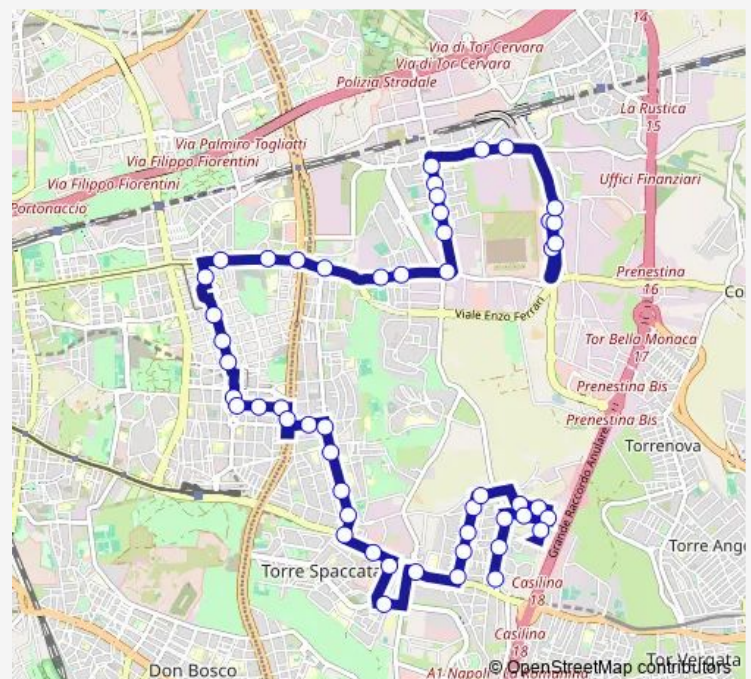 14
Via di Tor Cervara
Via di Tor Cervara
Polizia Stradale
La Rustica
15
Via Palmiro Togliatti
Via Filippo Fiorentini
Via Filippo Fiorentini
Uffici Finanziari
Portonaccio
Prenestina
16
Co
Viale Enzo Ferrari
Tor Bella Monaca
17
Prenestina Bis
Prenestina Bis
Torrenova
Grande Raccordo Anulare
Torre Ange
Torre Spaccata
Casilina
18
Casilina
18
Tor Vergata
Don Bosco
A1 Napoli - La Romanina
© OpenStreetMap contributors